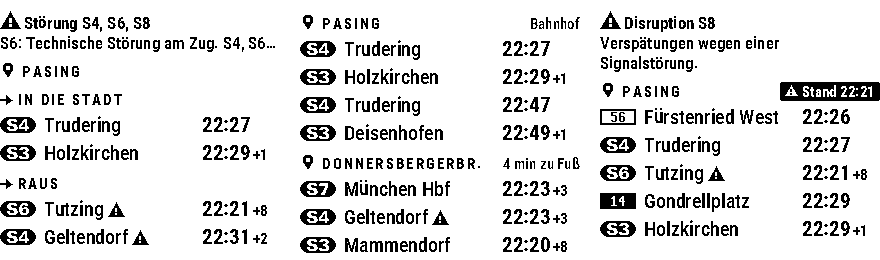 Störung S4, S6, S8
S6: Technische Störung am Zug. S4, S6…
PASING
IN DIE STADT
S4 Trudering 22:27
S3 Holzkirchen 22:29 +1
RAUS
S6 Tutzing 22:21 +8
S4 Geltendorf 22:31 +2
PASING Bahnhof
S4 Trudering 22:27
S3 Holzkirchen 22:29 +1
S4 Trudering 22:47
S3 Deisenhofen 22:49 +1
DONNERSBERGERBR. 4 min zu Fuß
S7 München Hbf 22:23 +3
S4 Geltendorf 22:23 +3
S3 Mammendorf 22:20 +8
Disruption S8
Verspätungen wegen einer
Signalstörung.
PASING Stand 22:21
56 Fürstenried West 22:26
S4 Trudering 22:27
S6 Tutzing 22:21 +8
14 Gondrellplatz 22:29
S3 Holzkirchen 22:29 +1